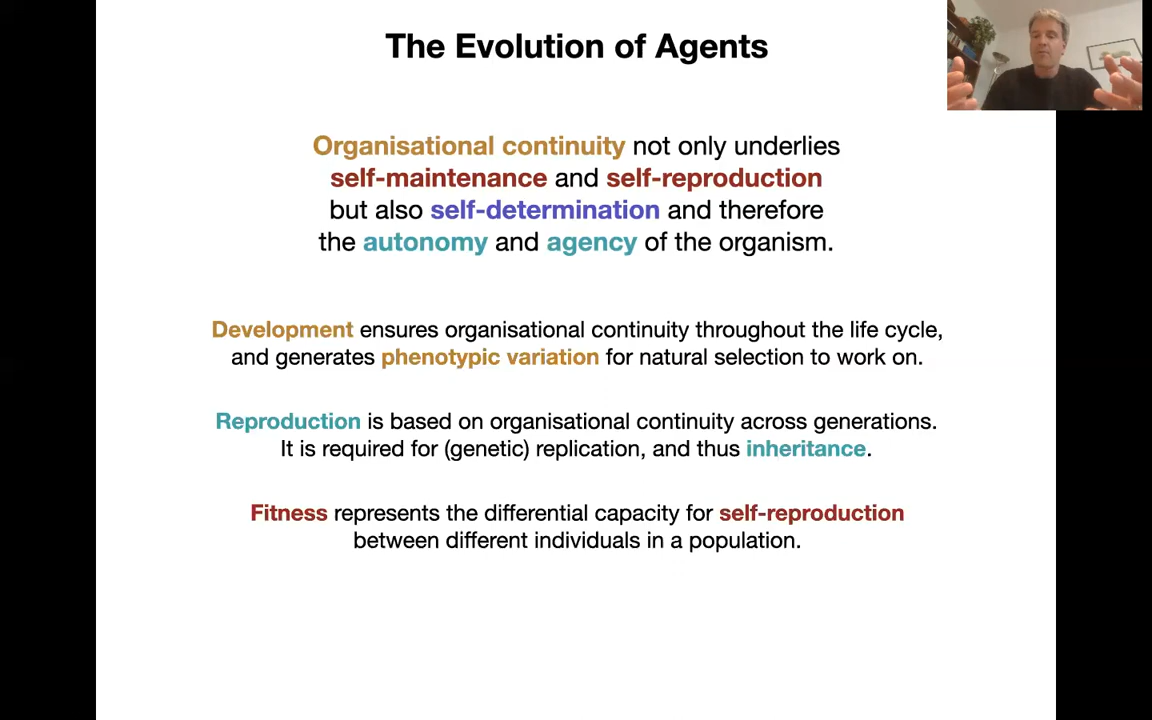 The Evolution of Agents
Organisational continuity not only underlies
self-maintenance and self-reproduction
but also self-determination and therefore
the autonomy and agency of the organism.
Development ensures organisational continuity throughout the life cycle,
and generates phenotypic variation for natural selection to work on.
Reproduction is based on organisational continuity across generations.
It is required for (genetic) replication, and thus inheritance.
Fitness represents the differential capacity for self-reproduction
between different individuals in a population.